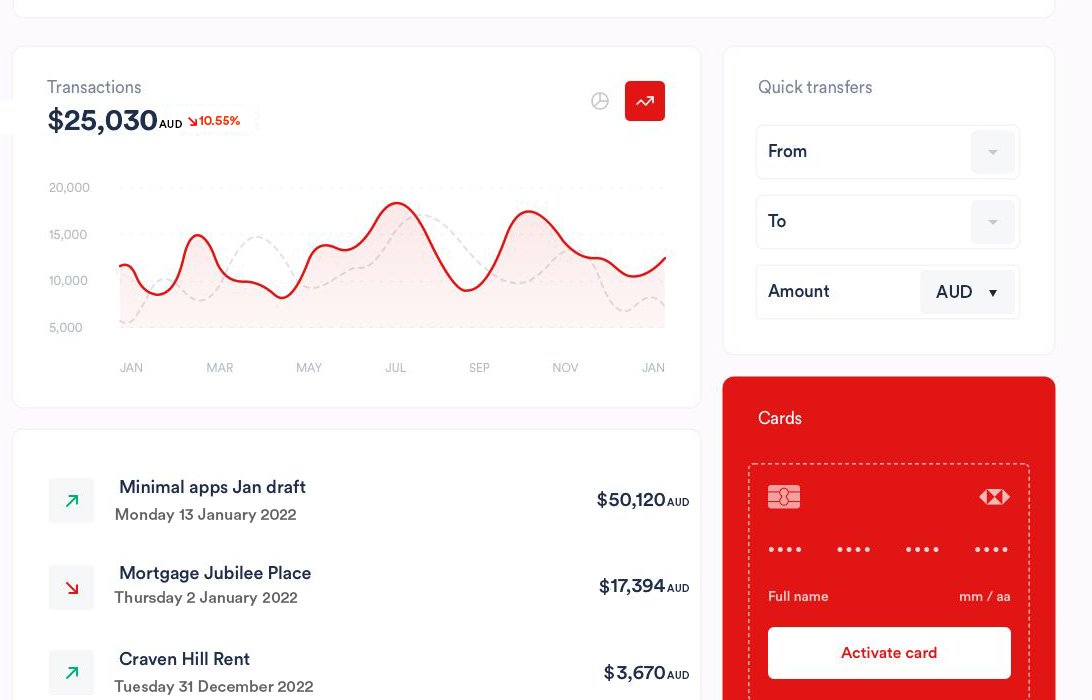 Transactions
$25,030 AUD 10.55%
20,000
15,000
10,000
5,000
JAN MAR MAY JUL SEP NOV JAN
Quick transfers
From
To
Amount AUD
Minimal apps Jan draft
Monday 13 January 2022
$50,120 AUD
Mortgage Jubilee Place
Thursday 2 January 2022
$17,394 AUD
Craven Hill Rent
Tuesday 31 December 2022
$3,670 AUD
Cards
•••• •••• •••• ••••
Full name mm / aa
Activate card